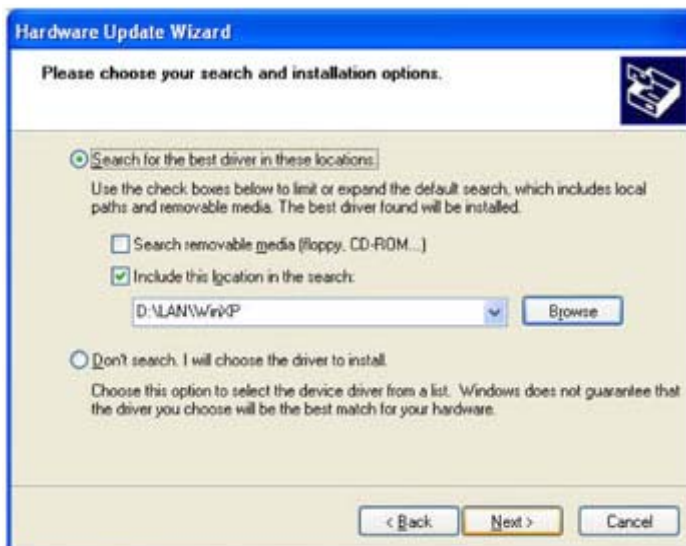 Hardware Update Wizard
Please choose your search and installation options.
Search for the best driver in these locations.
Use the check boxes below to limit or expand the default search, which includes local
paths and removable media. The best driver found will be installed.
Search removable media (floppy, CD-ROM...)
Include this location in the search:
D:\LAN\WinXP
Browse
Don't search. I will choose the driver to install.
Choose this option to select the device driver from a list. Windows does not guarantee that
the driver you choose will be the best match for your hardware.
< Back
Next >
Cancel